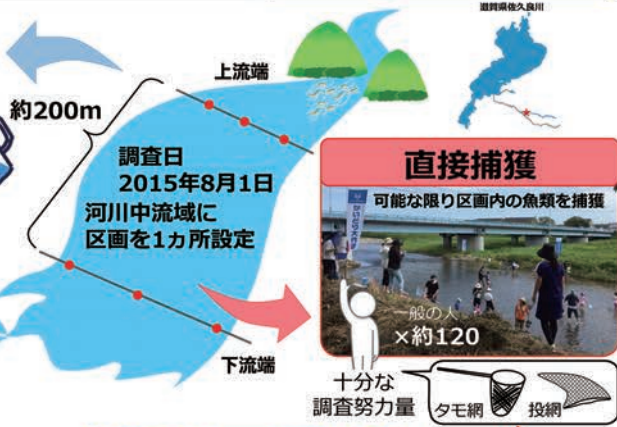 滋賀県佐久良川
上流端
約200m
調査日
2015年8月1日
河川中流域に
区画を1ヵ所設定
下流端
直接捕獲
可能な限り区画内の魚類を捕獲
一般の人
×約120
十分な
調査努力量
タモ網
投網